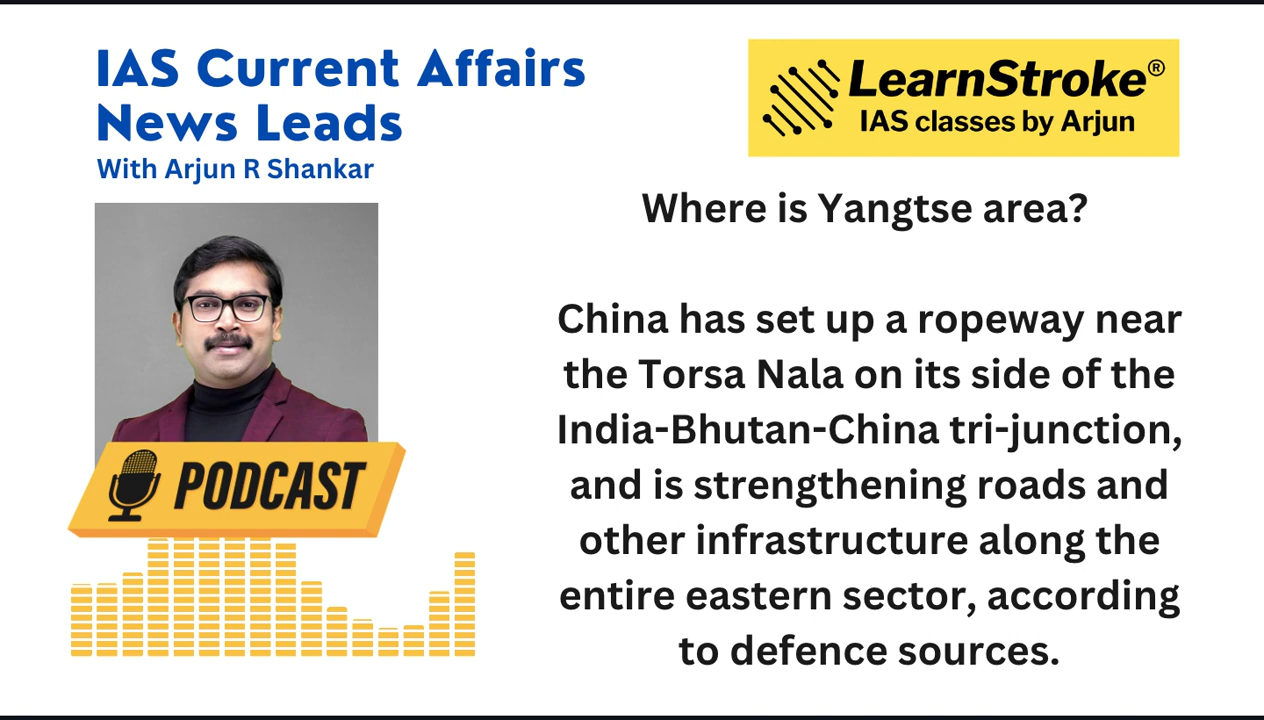 IAS Current Affairs
News Leads
With Arjun R Shankar
LearnStroke®
IAS classes by Arjun
Where is Yangtse area?
China has set up a ropeway near
the Torsa Nala on its side of the
India-Bhutan-China tri-junction,
and is strengthening roads and
other infrastructure along the
entire eastern sector, according
to defence sources.
PODCAST